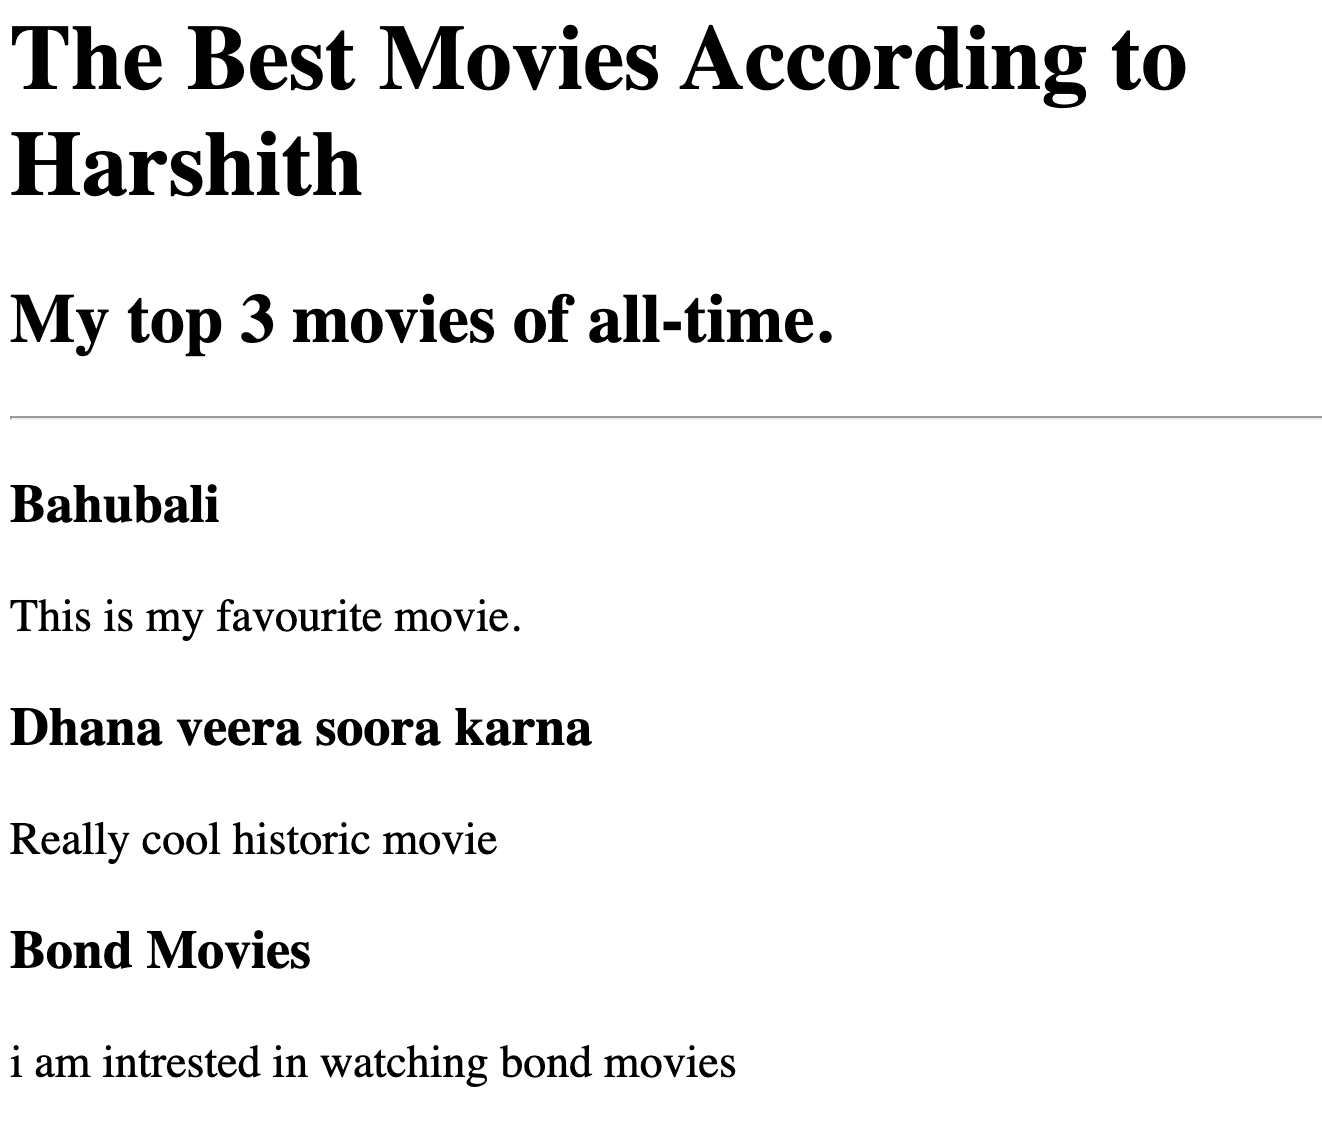 The Best Movies According to
Harshith
My top 3 movies of all-time.
Bahubali
This is my favourite movie.
Dhana veera soora karna
Really cool historic movie
Bond Movies
i am intrested in watching bond movies